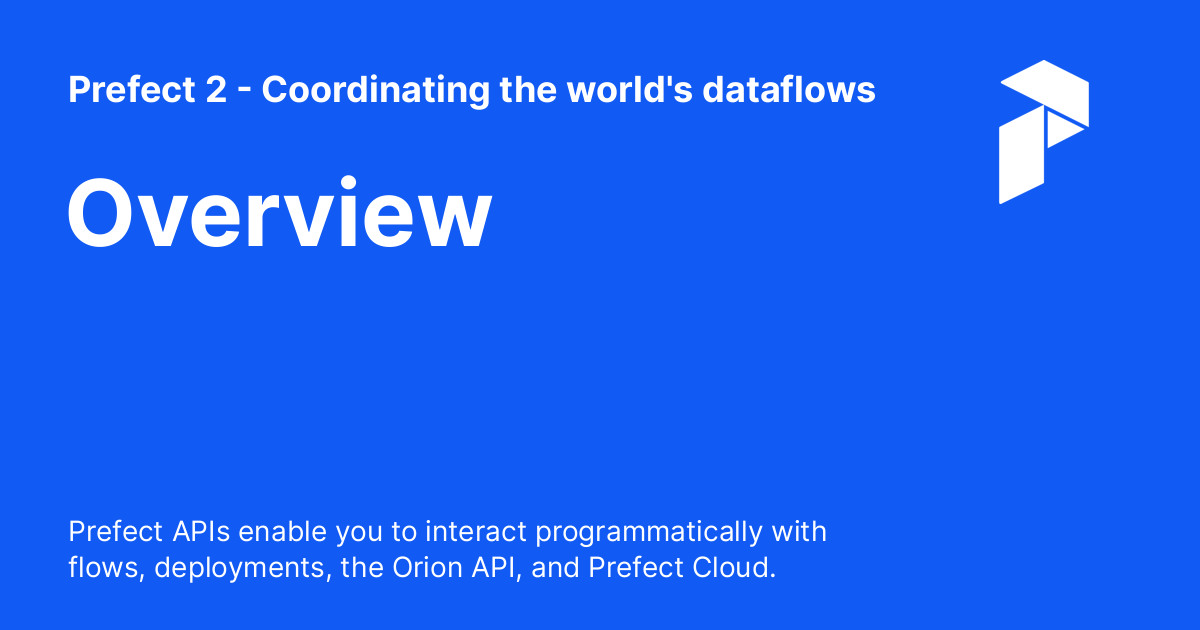 Prefect 2 - Coordinating the world's dataflows
Overview
Prefect APIs enable you to interact programmatically with
flows, deployments, the Orion API, and Prefect Cloud.